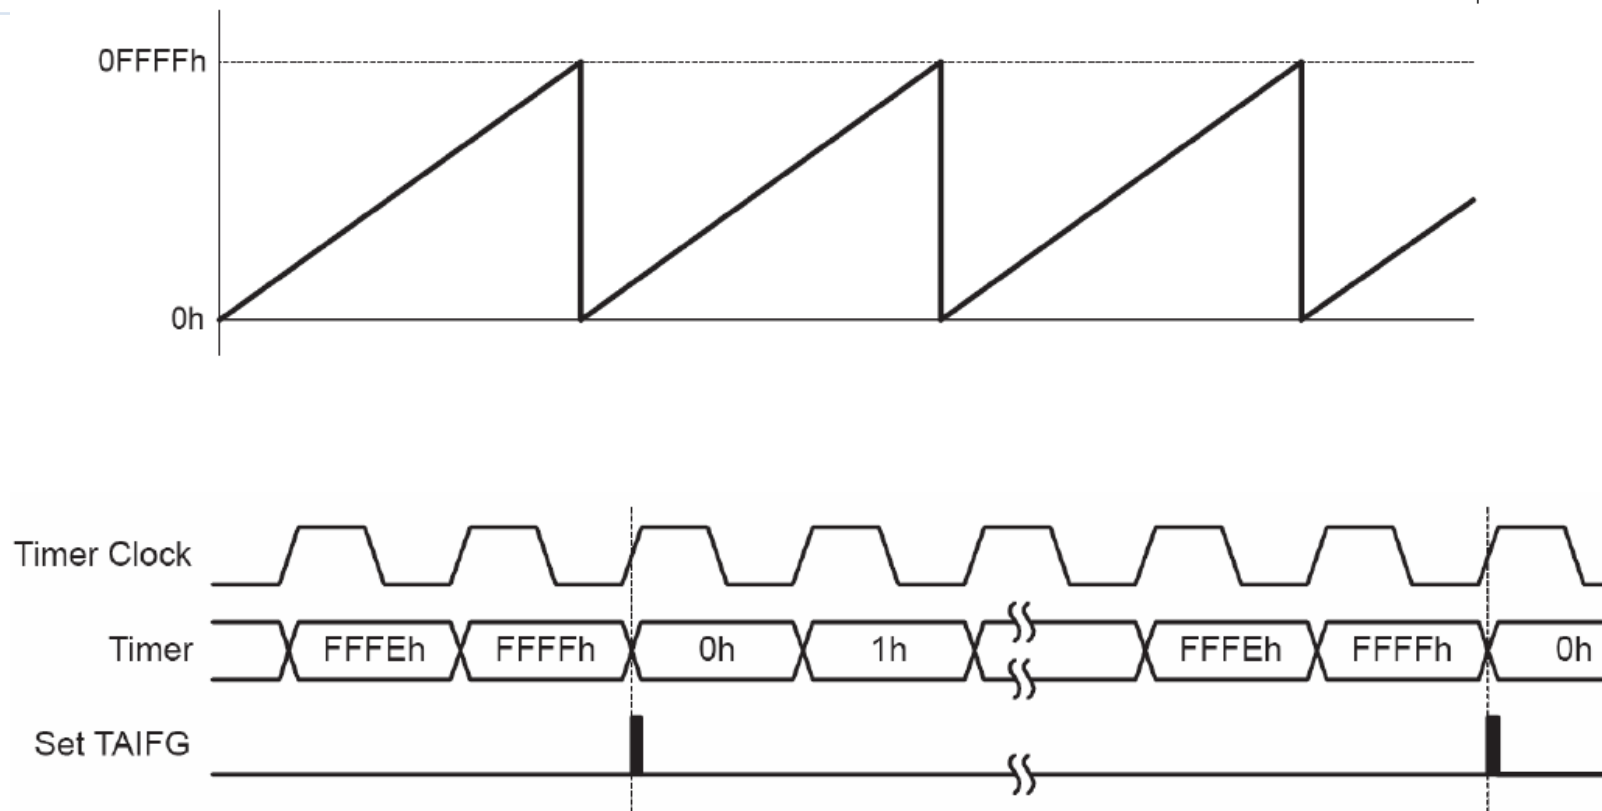 0FFFFh
0h
Timer Clock
Timer FFFEh FFFFh 0h 1h FFFEh FFFFh 0h
Set TAIFG